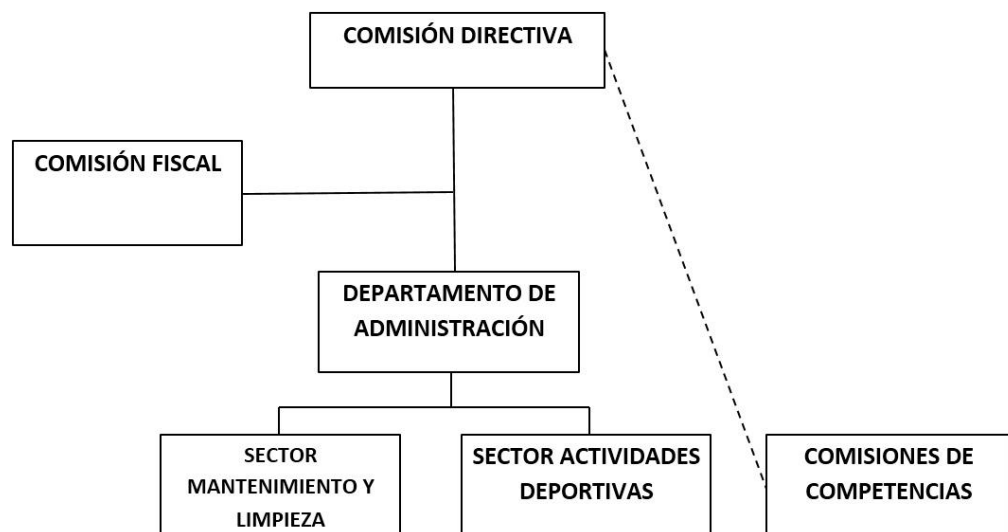 COMISIÓN DIRECTIVA
COMISIÓN FISCAL
DEPARTAMENTO DE
ADMINISTRACIÓN
SECTOR
MANTENIMIENTO Y
LIMPIEZA
SECTOR ACTIVIDADES
DEPORTIVAS
COMISIONES DE
COMPETENCIAS